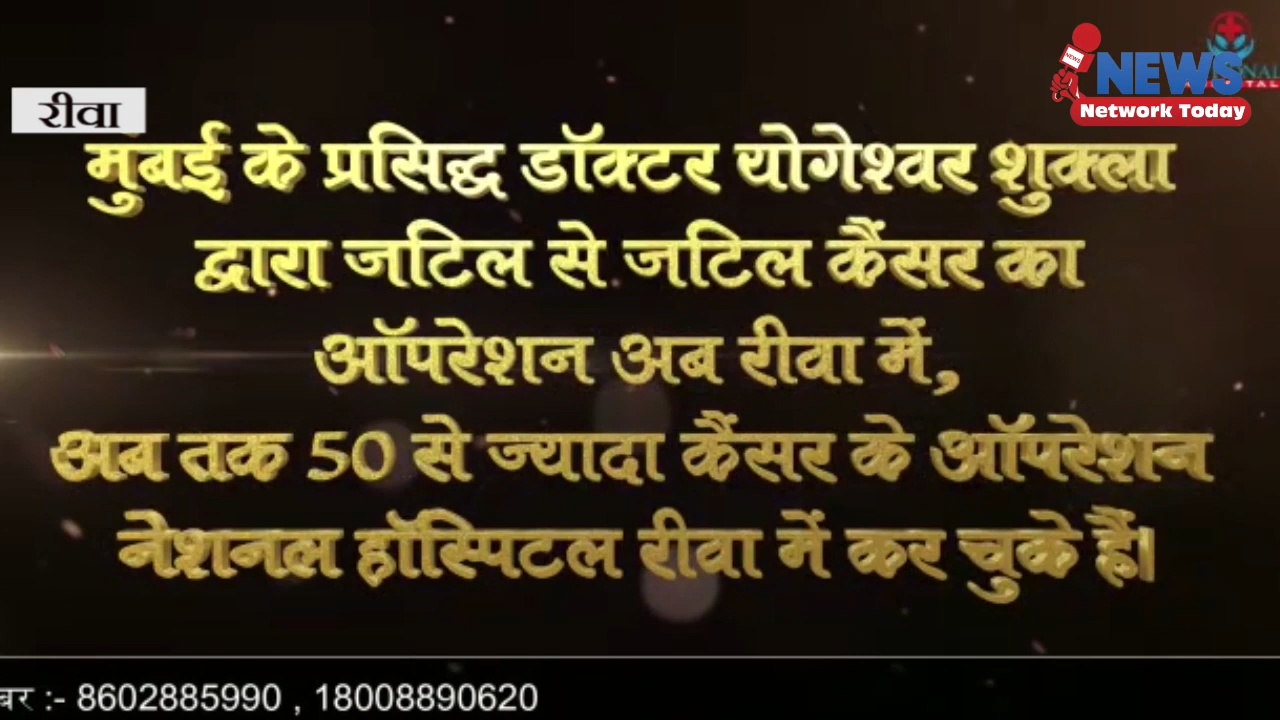 NEWS
Network Today
रीवा
मुंबई के प्रसिद्ध डॉक्टर योगेश्वर शुक्ला
द्वारा जटिल से जटिल कैंसर का
ऑपरेशन अब रीवा में,
अब तक 50 से ज्यादा कैंसर के ऑपरेशन
नेशनल हॉस्पिटल रीवा में कर चुके हैं।
:- 8602885990 , 18008890620